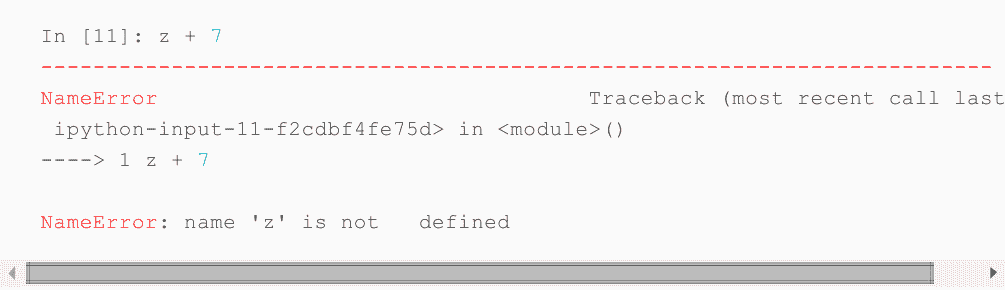 In [11]: z + 7
-------------------------------------------------------------------------
NameError                                 Traceback (most recent call last
 ipython-input-11-f2cdbf4fe75d> in <module>()
----> 1 z + 7
NameError: name 'z' is not   defined